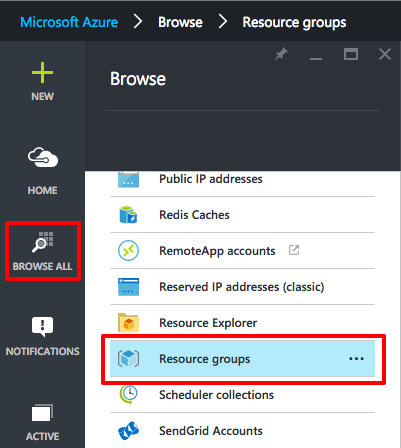 Microsoft Azure > Browse > Resource groups
Browse
NEW
HOME
BROWSE ALL
NOTIFICATIONS
ACTIVE
Public IP addresses
Redis Caches
RemoteApp accounts
Reserved IP addresses (classic)
Resource Explorer
Resource groups ...
Scheduler collections
SendGrid Accounts